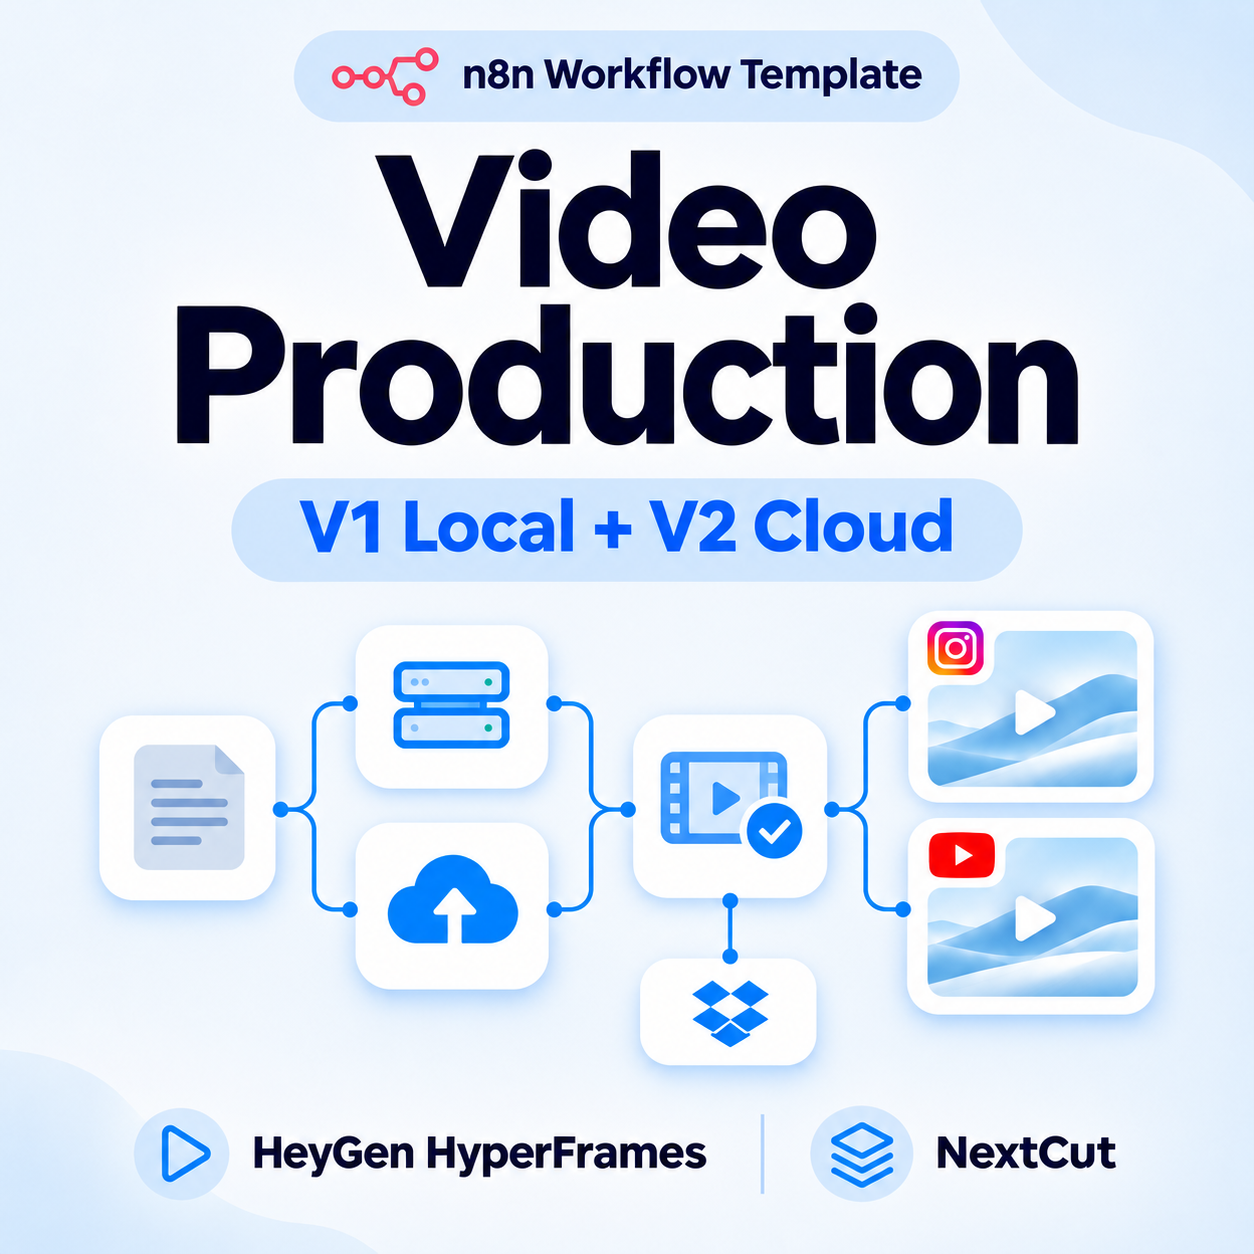 n8n Workflow Template
Video
Production
V1 Local + V2 Cloud
HeyGen HyperFrames
NextCut